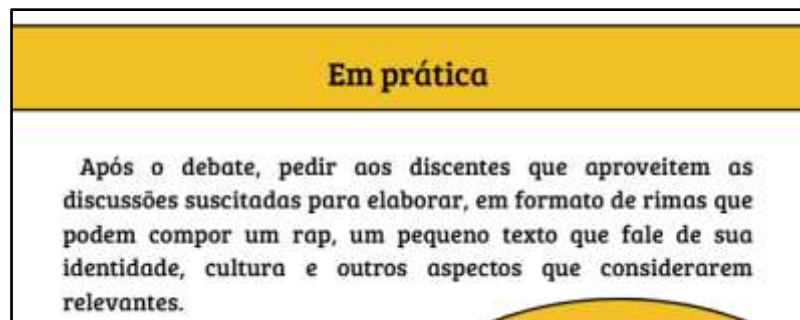 Em prática
Após o debate, pedir aos discentes que aproveitem as
discussões suscitadas para elaborar, em formato de rimas que
podem compor um rap, um pequeno texto que fale de sua
identidade, cultura e outros aspectos que considerarem
relevantes.